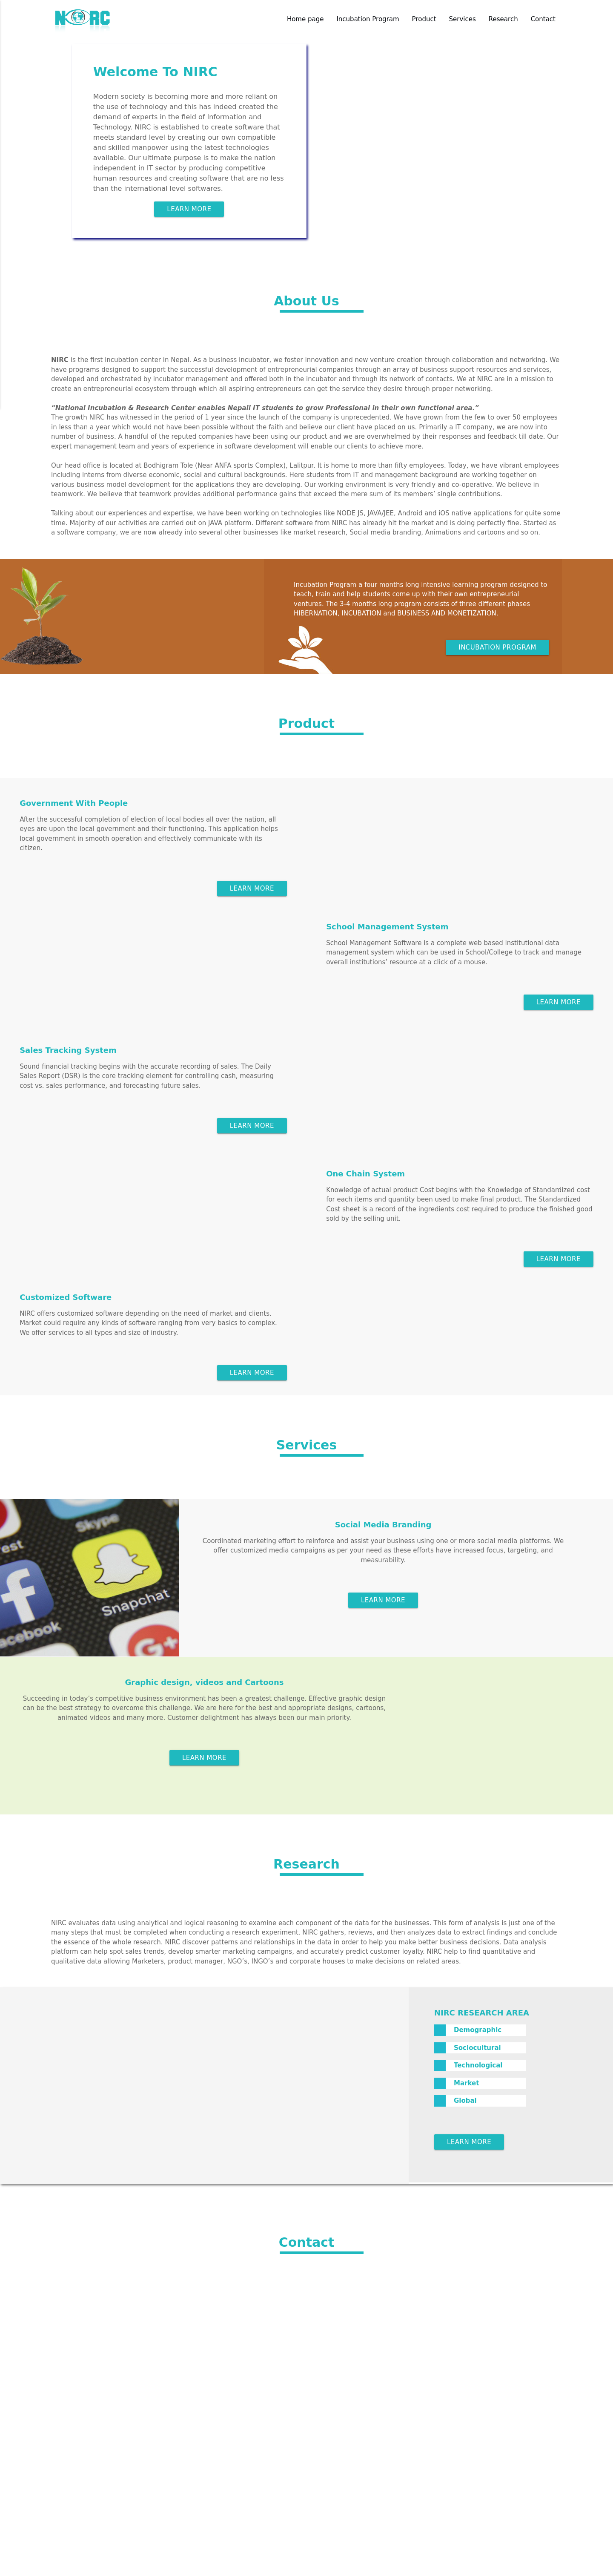 NIRC
Home page Incubation Program Product Services Research Contact
Welcome To NIRC
Modern society is becoming more and more reliant on
the use of technology and this has indeed created the
demand of experts in the field of Information and
Technology. NIRC is established to create software that
meets standard level by creating our own compatible
and skilled manpower using the latest technologies
available. Our ultimate purpose is to make the nation
independent in IT sector by producing competitive
human resources and creating software that are no less
than the international level softwares.
LEARN MORE
About Us
NIRC is the first incubation center in Nepal. As a business incubator, we foster innovation and new venture creation through collaboration and networking. We
have programs designed to support the successful development of entrepreneurial companies through an array of business support resources and services,
developed and orchestrated by incubator management and offered both in the incubator and through its network of contacts. We at NIRC are in a mission to
create an entrepreneurial ecosystem through which all aspiring entrepreneurs can get the service they desire through proper networking.
“National Incubation & Research Center enables Nepali IT students to grow Professional in their own functional area.”
The growth NIRC has witnessed in the period of 1 year since the launch of the company is unprecedented. We have grown from the few to over 50 employees
in less than a year which would not have been possible without the faith and believe our client have placed on us. Primarily a IT company, we are now into
number of business. A handful of the reputed companies have been using our product and we are overwhelmed by their responses and feedback till date. Our
expert management team and years of experience in software development will enable our clients to achieve more.
Our head office is located at Bodhigram Tole (Near ANFA sports Complex), Lalitpur. It is home to more than fifty employees. Today, we have vibrant employees
including interns from diverse economic, social and cultural backgrounds. Here students from IT and management background are working together on
various business model development for the applications they are developing. Our working environment is very friendly and co-operative. We believe in
teamwork. We believe that teamwork provides additional performance gains that exceed the mere sum of its members’ single contributions.
Talking about our experiences and expertise, we have been working on technologies like NODE JS, JAVA/JEE, Android and iOS native applications for quite some
time. Majority of our activities are carried out on JAVA platform. Different software from NIRC has already hit the market and is doing perfectly fine. Started as
a software company, we are now already into several other businesses like market research, Social media branding, Animations and cartoons and so on.
Incubation Program a four months long intensive learning program designed to
teach, train and help students come up with their own entrepreneurial
ventures. The 3-4 months long program consists of three different phases
HIBERNATION, INCUBATION and BUSINESS AND MONETIZATION.
INCUBATION PROGRAM
Product
Government With People
After the successful completion of election of local bodies all over the nation, all
eyes are upon the local government and their functioning. This application helps
local government in smooth operation and effectively communicate with its
citizen.
LEARN MORE
School Management System
School Management Software is a complete web based institutional data
management system which can be used in School/College to track and manage
overall institutions’ resource at a click of a mouse.
LEARN MORE
Sales Tracking System
Sound financial tracking begins with the accurate recording of sales. The Daily
Sales Report (DSR) is the core tracking element for controlling cash, measuring
cost vs. sales performance, and forecasting future sales.
LEARN MORE
One Chain System
Knowledge of actual product Cost begins with the Knowledge of Standardized cost
for each items and quantity been used to make final product. The Standardized
Cost sheet is a record of the ingredients cost required to produce the finished good
sold by the selling unit.
LEARN MORE
Customized Software
NIRC offers customized software depending on the need of market and clients.
Market could require any kinds of software ranging from very basics to complex.
We offer services to all types and size of industry.
LEARN MORE
Services
Skype
Snapchat
facebook
Social Media Branding
Coordinated marketing effort to reinforce and assist your business using one or more social media platforms. We
offer customized media campaigns as per your need as these efforts have increased focus, targeting, and
measurability.
LEARN MORE
Graphic design, videos and Cartoons
Succeeding in today’s competitive business environment has been a greatest challenge. Effective graphic design
can be the best strategy to overcome this challenge. We are here for the best and appropriate designs, cartoons,
animated videos and many more. Customer delightment has always been our main priority.
LEARN MORE
Research
NIRC evaluates data using analytical and logical reasoning to examine each component of the data for the businesses. This form of analysis is just one of the
many steps that must be completed when conducting a research experiment. NIRC gathers, reviews, and then analyzes data to extract findings and conclude
the essence of the whole research. NIRC discover patterns and relationships in the data in order to help you make better business decisions. Data analysis
platform can help spot sales trends, develop smarter marketing campaigns, and accurately predict customer loyalty. NIRC help to find quantitative and
qualitative data allowing Marketers, product manager, NGO’s, INGO’s and corporate houses to make decisions on related areas.
NIRC RESEARCH AREA
Demographic
Sociocultural
Technological
Market
Global
LEARN MORE
Contact